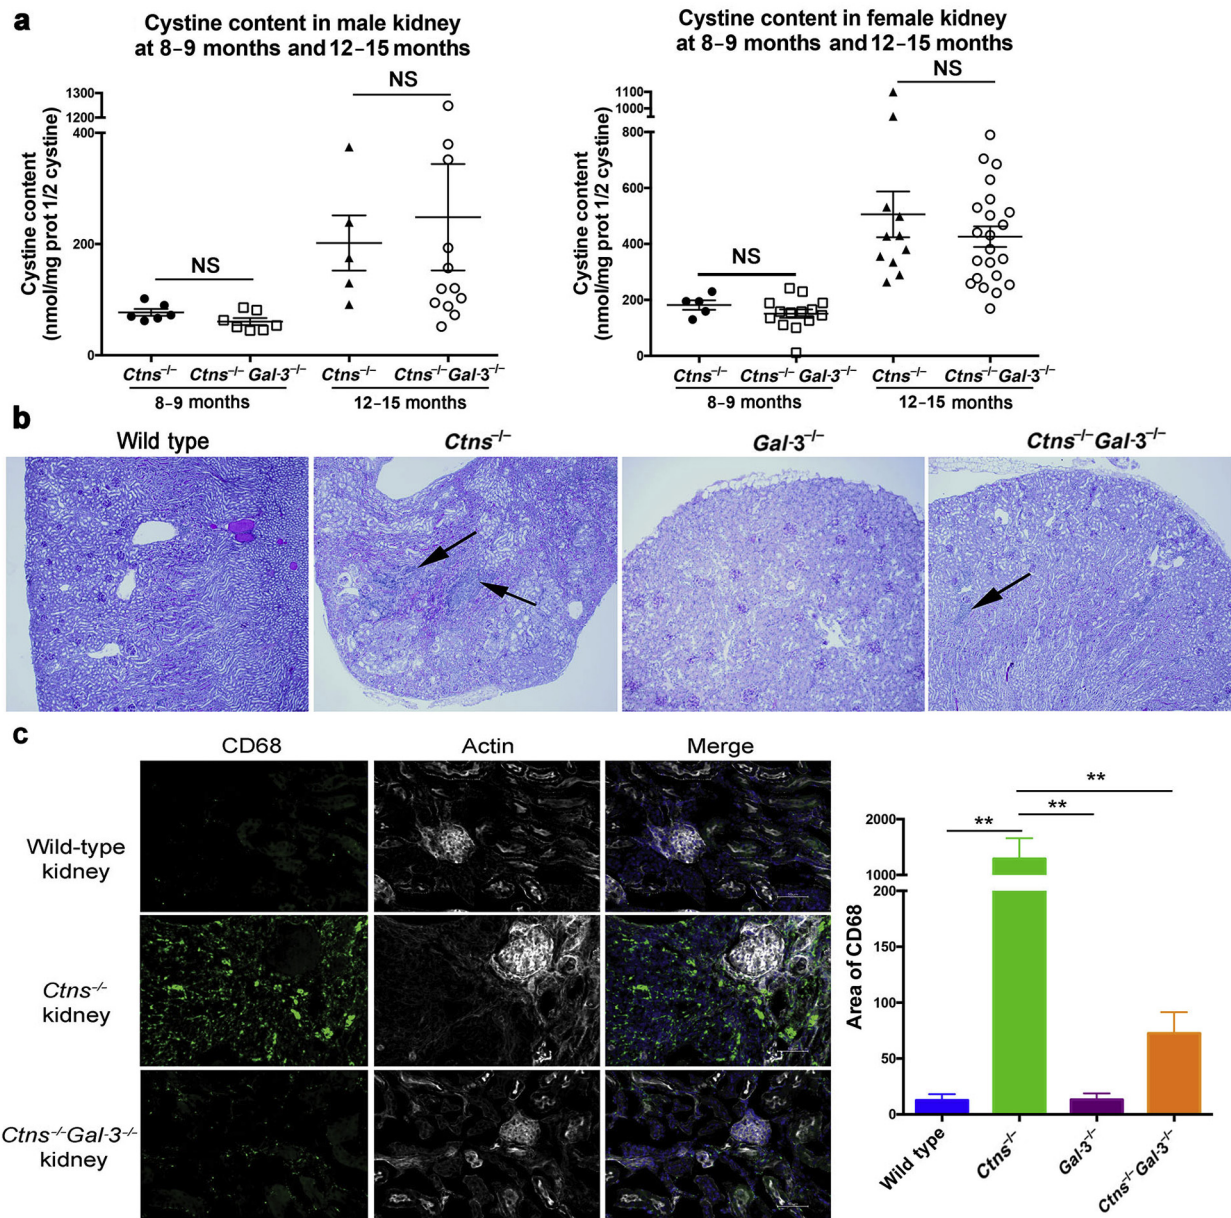 a
Cystine content in male kidney
at 8–9 months and 12–15 months
Cystine content
(nmol/mg prot 1/2 cystine)
1300
1200
400
200
0
NS
NS
Ctns–/–
Ctns–/– Gal-3–/–
Ctns–/–
Ctns–/– Gal-3–/–
8–9 months
12–15 months
Cystine content in female kidney
at 8–9 months and 12–15 months
Cystine content
(nmol/mg prot 1/2 cystine)
1100
1000
800
600
400
200
0
NS
NS
Ctns–/–
Ctns–/– Gal-3–/–
Ctns–/–
Ctns–/– Gal-3–/–
8–9 months
12–15 months
b
Wild type
Ctns–/–
Gal-3–/–
Ctns–/– Gal-3–/–
c
CD68
Actin
Merge
Wild-type
kidney
Ctns–/–
kidney
Ctns–/–Gal-3–/–
kidney
Area of CD68
2000
1000
200
150
100
50
0
**
**
**
Wild type
Ctns–/–
Gal-3–/–
Ctns–/– Gal-3–/–